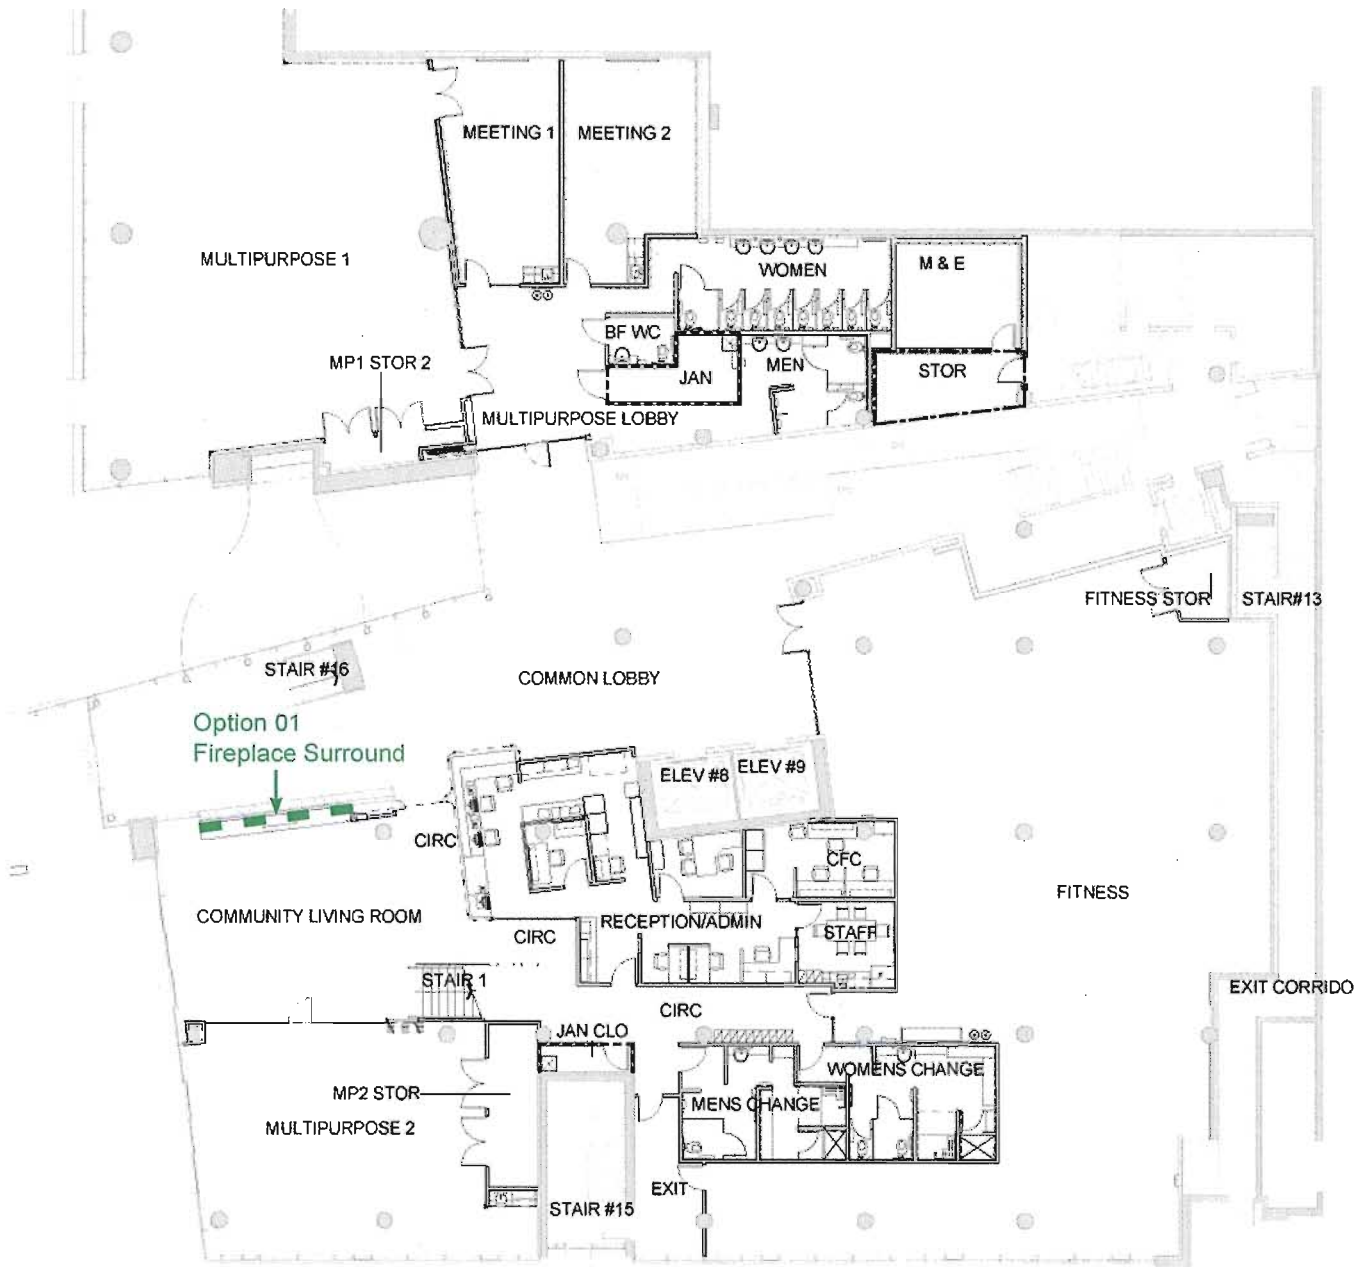 MEETING 1
MEETING 2
MULTIPURPOSE 1
WOMEN
M & E
BF WC
MP1 STOR 2
JAN
MEN
STOR
MULTIPURPOSE LOBBY
FITNESS STOR
STAIR#13
STAIR #16
COMMON LOBBY
Option 01
Fireplace Surround
ELEV #8
ELEV #9
CIRC
CFC
FITNESS
COMMUNITY LIVING ROOM
RECEPTION/ADMIN
CIRC
STAFF
STAIR 1
EXIT CORRIDO
CIRC
JAN CLO
WOMENS CHANGE
MP2 STOR
MENS CHANGE
MULTIPURPOSE 2
EXIT
STAIR #15